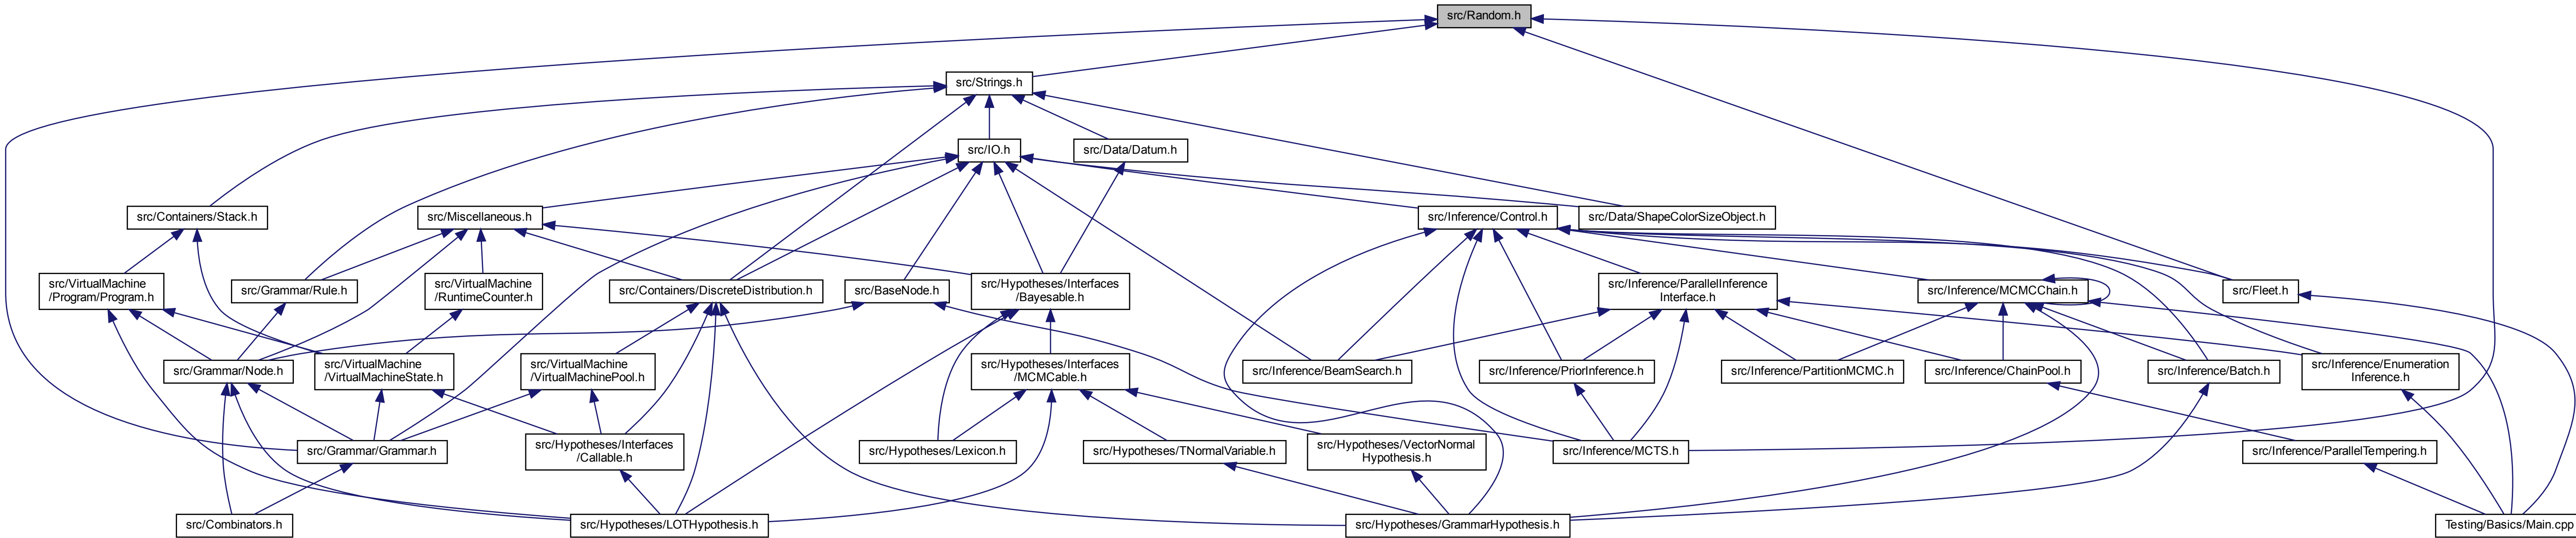 src/Random.h
src/Strings.h
src/IO.h
src/Data/Datum.h
src/Containers/Stack.h
src/Miscellaneous.h
src/Inference/Control.h
src/Data/ShapeColorSizeObject.h
src/VirtualMachine
/Program/Program.h
src/Grammar/Rule.h
src/VirtualMachine
/RuntimeCounter.h
src/Containers/DiscreteDistribution.h
src/BaseNode.h
src/Hypotheses/Interfaces
/Bayesable.h
src/Inference/ParallelInference
Interface.h
src/Inference/MCMCChain.h
src/Fleet.h
src/Grammar/Node.h
src/VirtualMachine
/VirtualMachineState.h
src/VirtualMachine
/VirtualMachinePool.h
src/Hypotheses/Interfaces
/MCMCable.h
src/Inference/BeamSearch.h
src/Inference/PriorInference.h
src/Inference/PartitionMCMC.h
src/Inference/ChainPool.h
src/Inference/Batch.h
src/Inference/Enumeration
Inference.h
src/Grammar/Grammar.h
src/Hypotheses/Interfaces
/Callable.h
src/Hypotheses/Lexicon.h
src/Hypotheses/TNormalVariable.h
src/Hypotheses/VectorNormal
Hypothesis.h
src/Inference/MCTS.h
src/Inference/ParallelTempering.h
src/Combinators.h
src/Hypotheses/LOTHypothesis.h
src/Hypotheses/GrammarHypothesis.h
Testing/Basics/Main.cpp